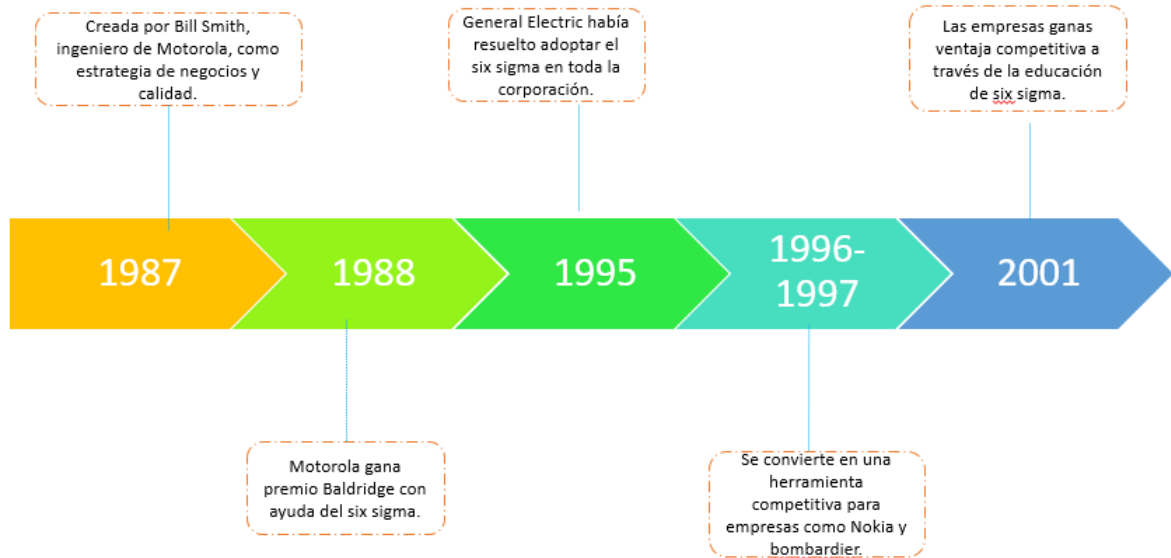 Creada por Bill Smith,
ingeniero de Motorola, como
estrategia de negocios y
calidad.
General Electric había
resuelto adoptar el
six sigma en toda la
corporación.
Las empresas ganas
ventaja competitiva a
través de la educación
de six sigma.
1987
1988
1995
1996-
1997
2001
Motorola gana
premio Baldridge con
ayuda del six sigma.
Se convierte en una
herramienta
competitiva para
empresas como Nokia y
bombardier.